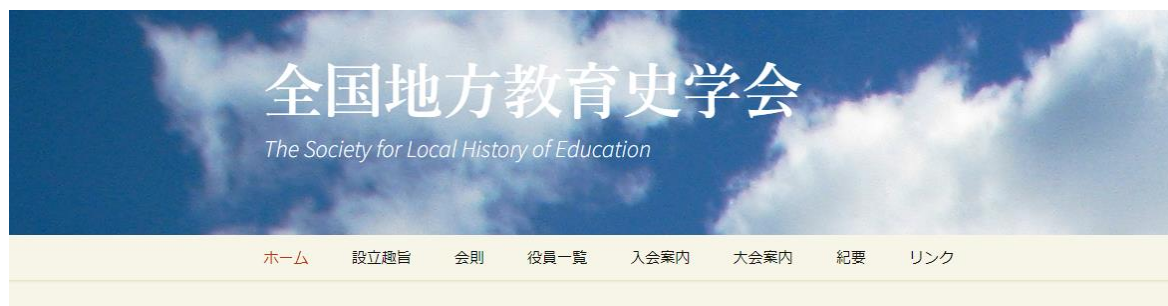 全国地方教育史学会
The Society for Local History of Education
ホーム 設立趣旨 会則 役員一覧 入会案内 大会案内 紀要 リンク